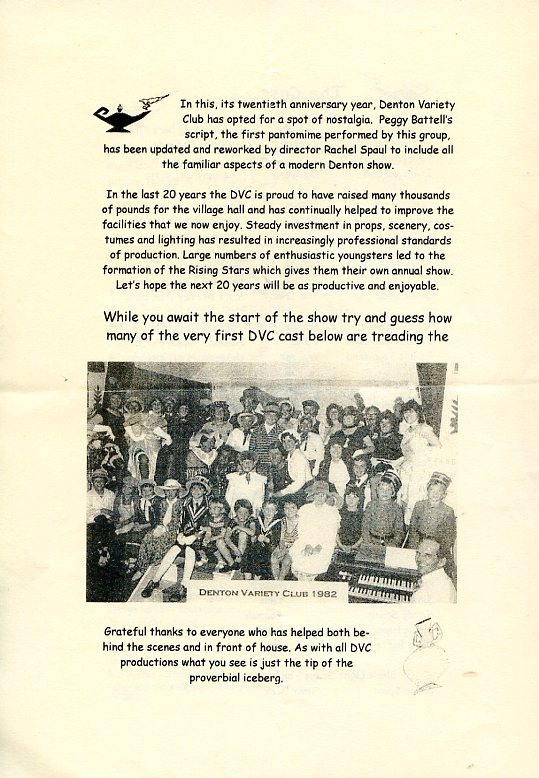 In this, its twentieth anniversary year, Denton Variety
Club has opted for a spot of nostalgia. Peggy Battell's
script, the first pantomime performed by this group,
has been updated and reworked by director Rachel Spaul to include all
the familiar aspects of a modern Denton show.
In the last 20 years the DVC is proud to have raised many thousands
of pounds for the village hall and has continually helped to improve the
facilities that we now enjoy. Steady investment in props, scenery, cos-
tumes and lighting has resulted in increasingly professional standards
of production. Large numbers of enthusiastic youngsters led to the
formation of the Rising Stars which gives them their own annual show.
Let's hope the next 20 years will be as productive and enjoyable.
While you await the start of the show try and guess how
many of the very first DVC cast below are treading the
DENTON VARIETY CLUB 1982
Grateful thanks to everyone who has helped both be-
hind the scenes and in front of house. As with all DVC
productions what you see is just the tip of the
proverbial iceberg.